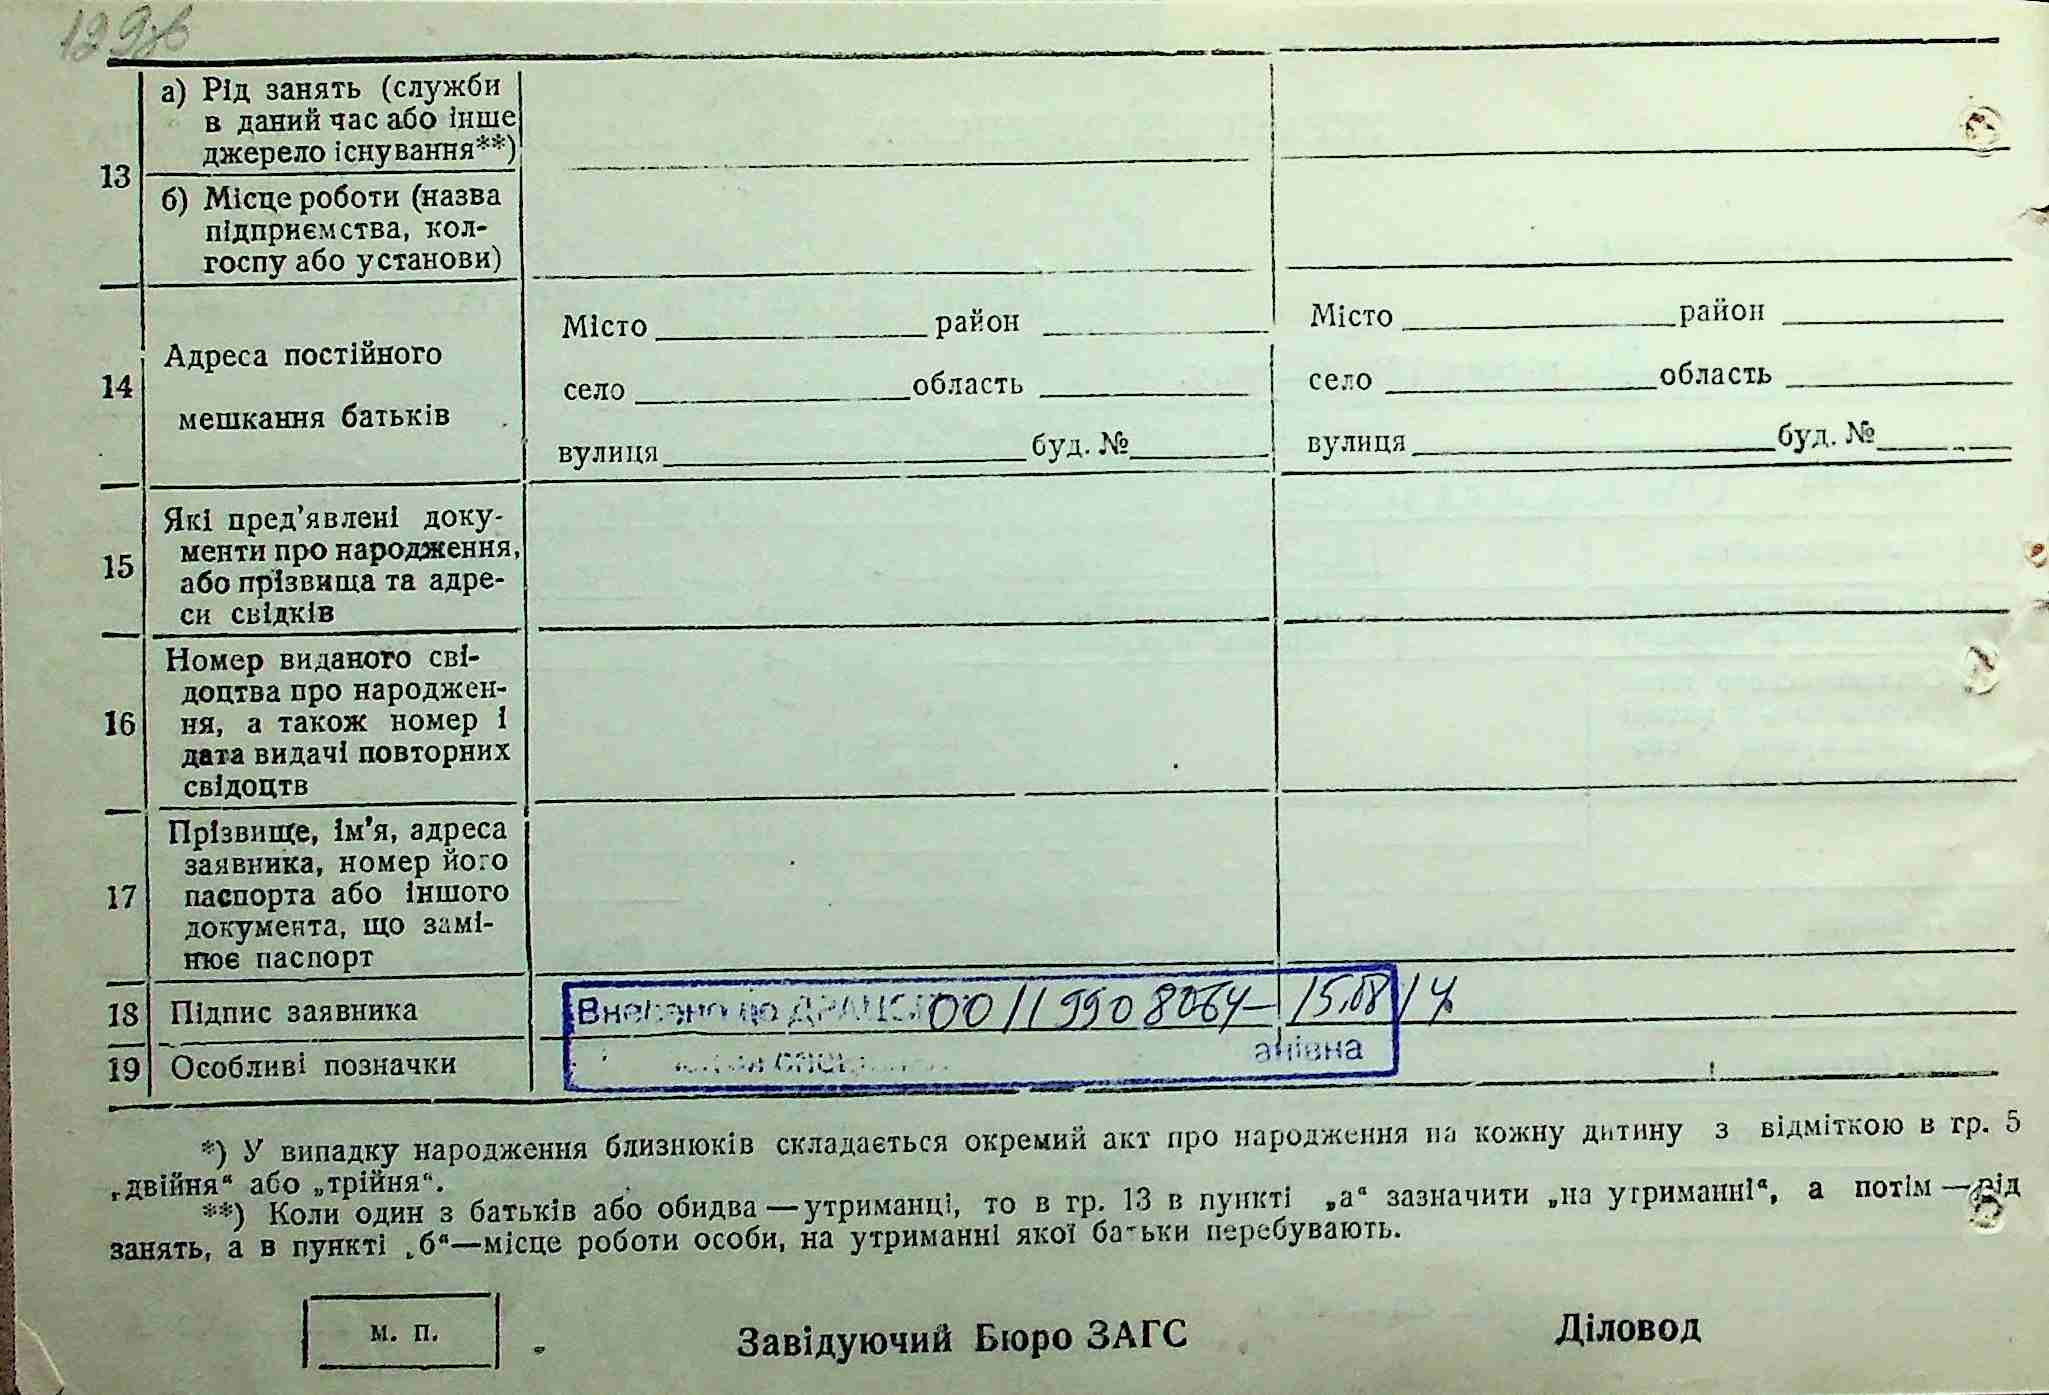 129зв
13
а) Рід занять (служби
в даний час або інше
джерело існування**)
б) Місце роботи (назва
підприємства, кол-
госпу або установи)
14
Адреса постійного
мешкання батьків
Місто район
село область
вулиця буд. №
Місто район
село область
вулиця буд. №
15
Які пред’явлені доку-
менти про народження,
або прізвища та адре-
си свідків
16
Номер виданого сві-
доцтва про народжен-
ня, а також номер і
дата видачі повторних
свідоцтв
17
Прізвище, ім’я, адреса
заявника, номер його
паспорта або іншого
документа, що замі-
нює паспорт
18 Підпис заявника
Внесено до ДРАЦСГ 00119908064 – 15.08.14
19 Особливі позначки
анівна
*) У випадку народження близнюків складається окремий акт про народження на кожну дитину з відміткою в гр. 5
„двійня“ або „трійня“.
**) Коли один з батьків або обидва — утриманці, то в гр. 13 в пункті „а“ зазначити „на утриманні“, а потім — рід
занять, а в пункті „б“ — місце роботи особи, на утриманні якої батьки перебувають.
м. п.
Завідуючий Бюро ЗАГС
Діловод